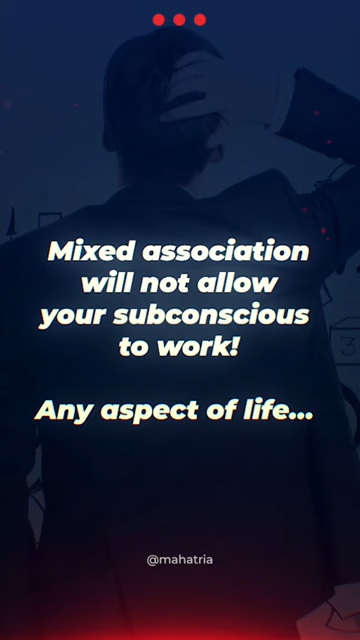 Mixed association
will not allow
your subconscious
to work!
Any aspect of life...
@mahatria